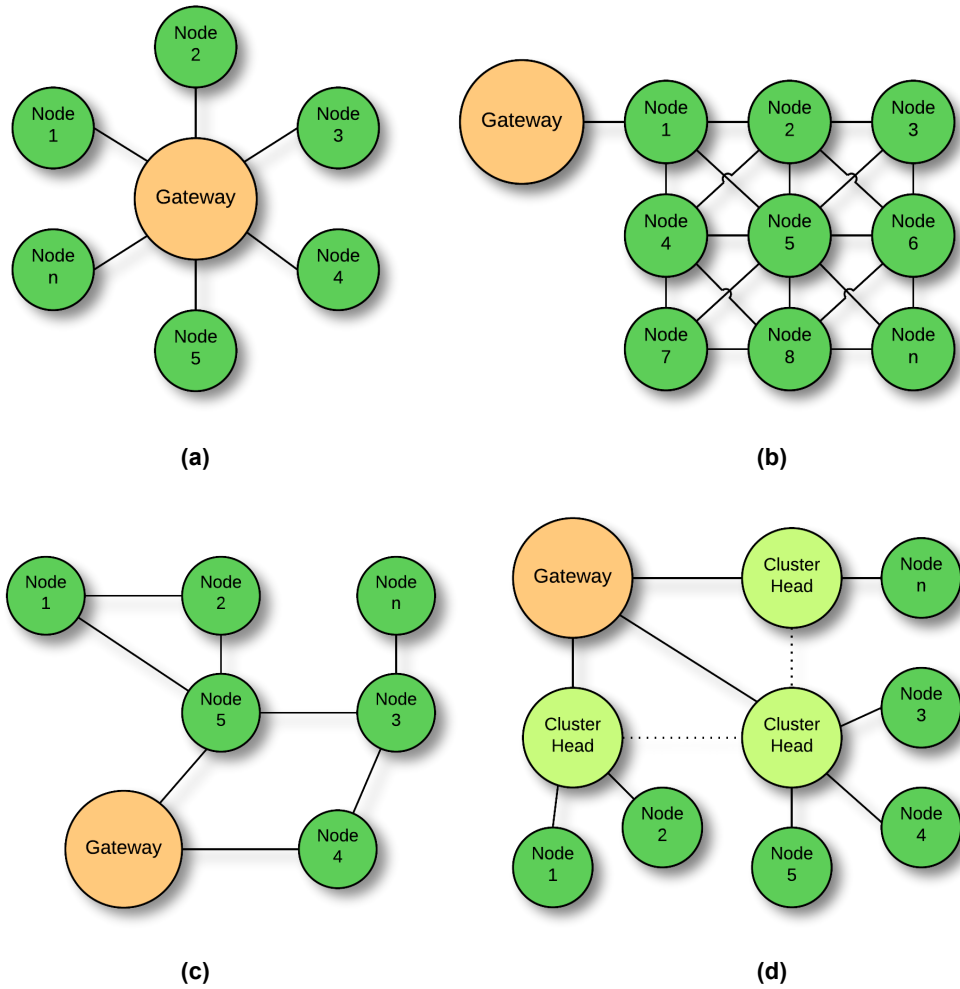 Node
2
Node
1
Node
3
Gateway
Node
n
Node
4
Node
5
(a)
Gateway
Node
1
Node
2
Node
3
Node
4
Node
5
Node
6
Node
7
Node
8
Node
n
(b)
Node
1
Node
2
Node
n
Node
5
Node
3
Gateway
Node
4
(c)
Gateway
Cluster
Head
Node
n
Cluster
Head
Cluster
Head
Node
3
Node
2
Node
4
Node
1
Node
5
(d)